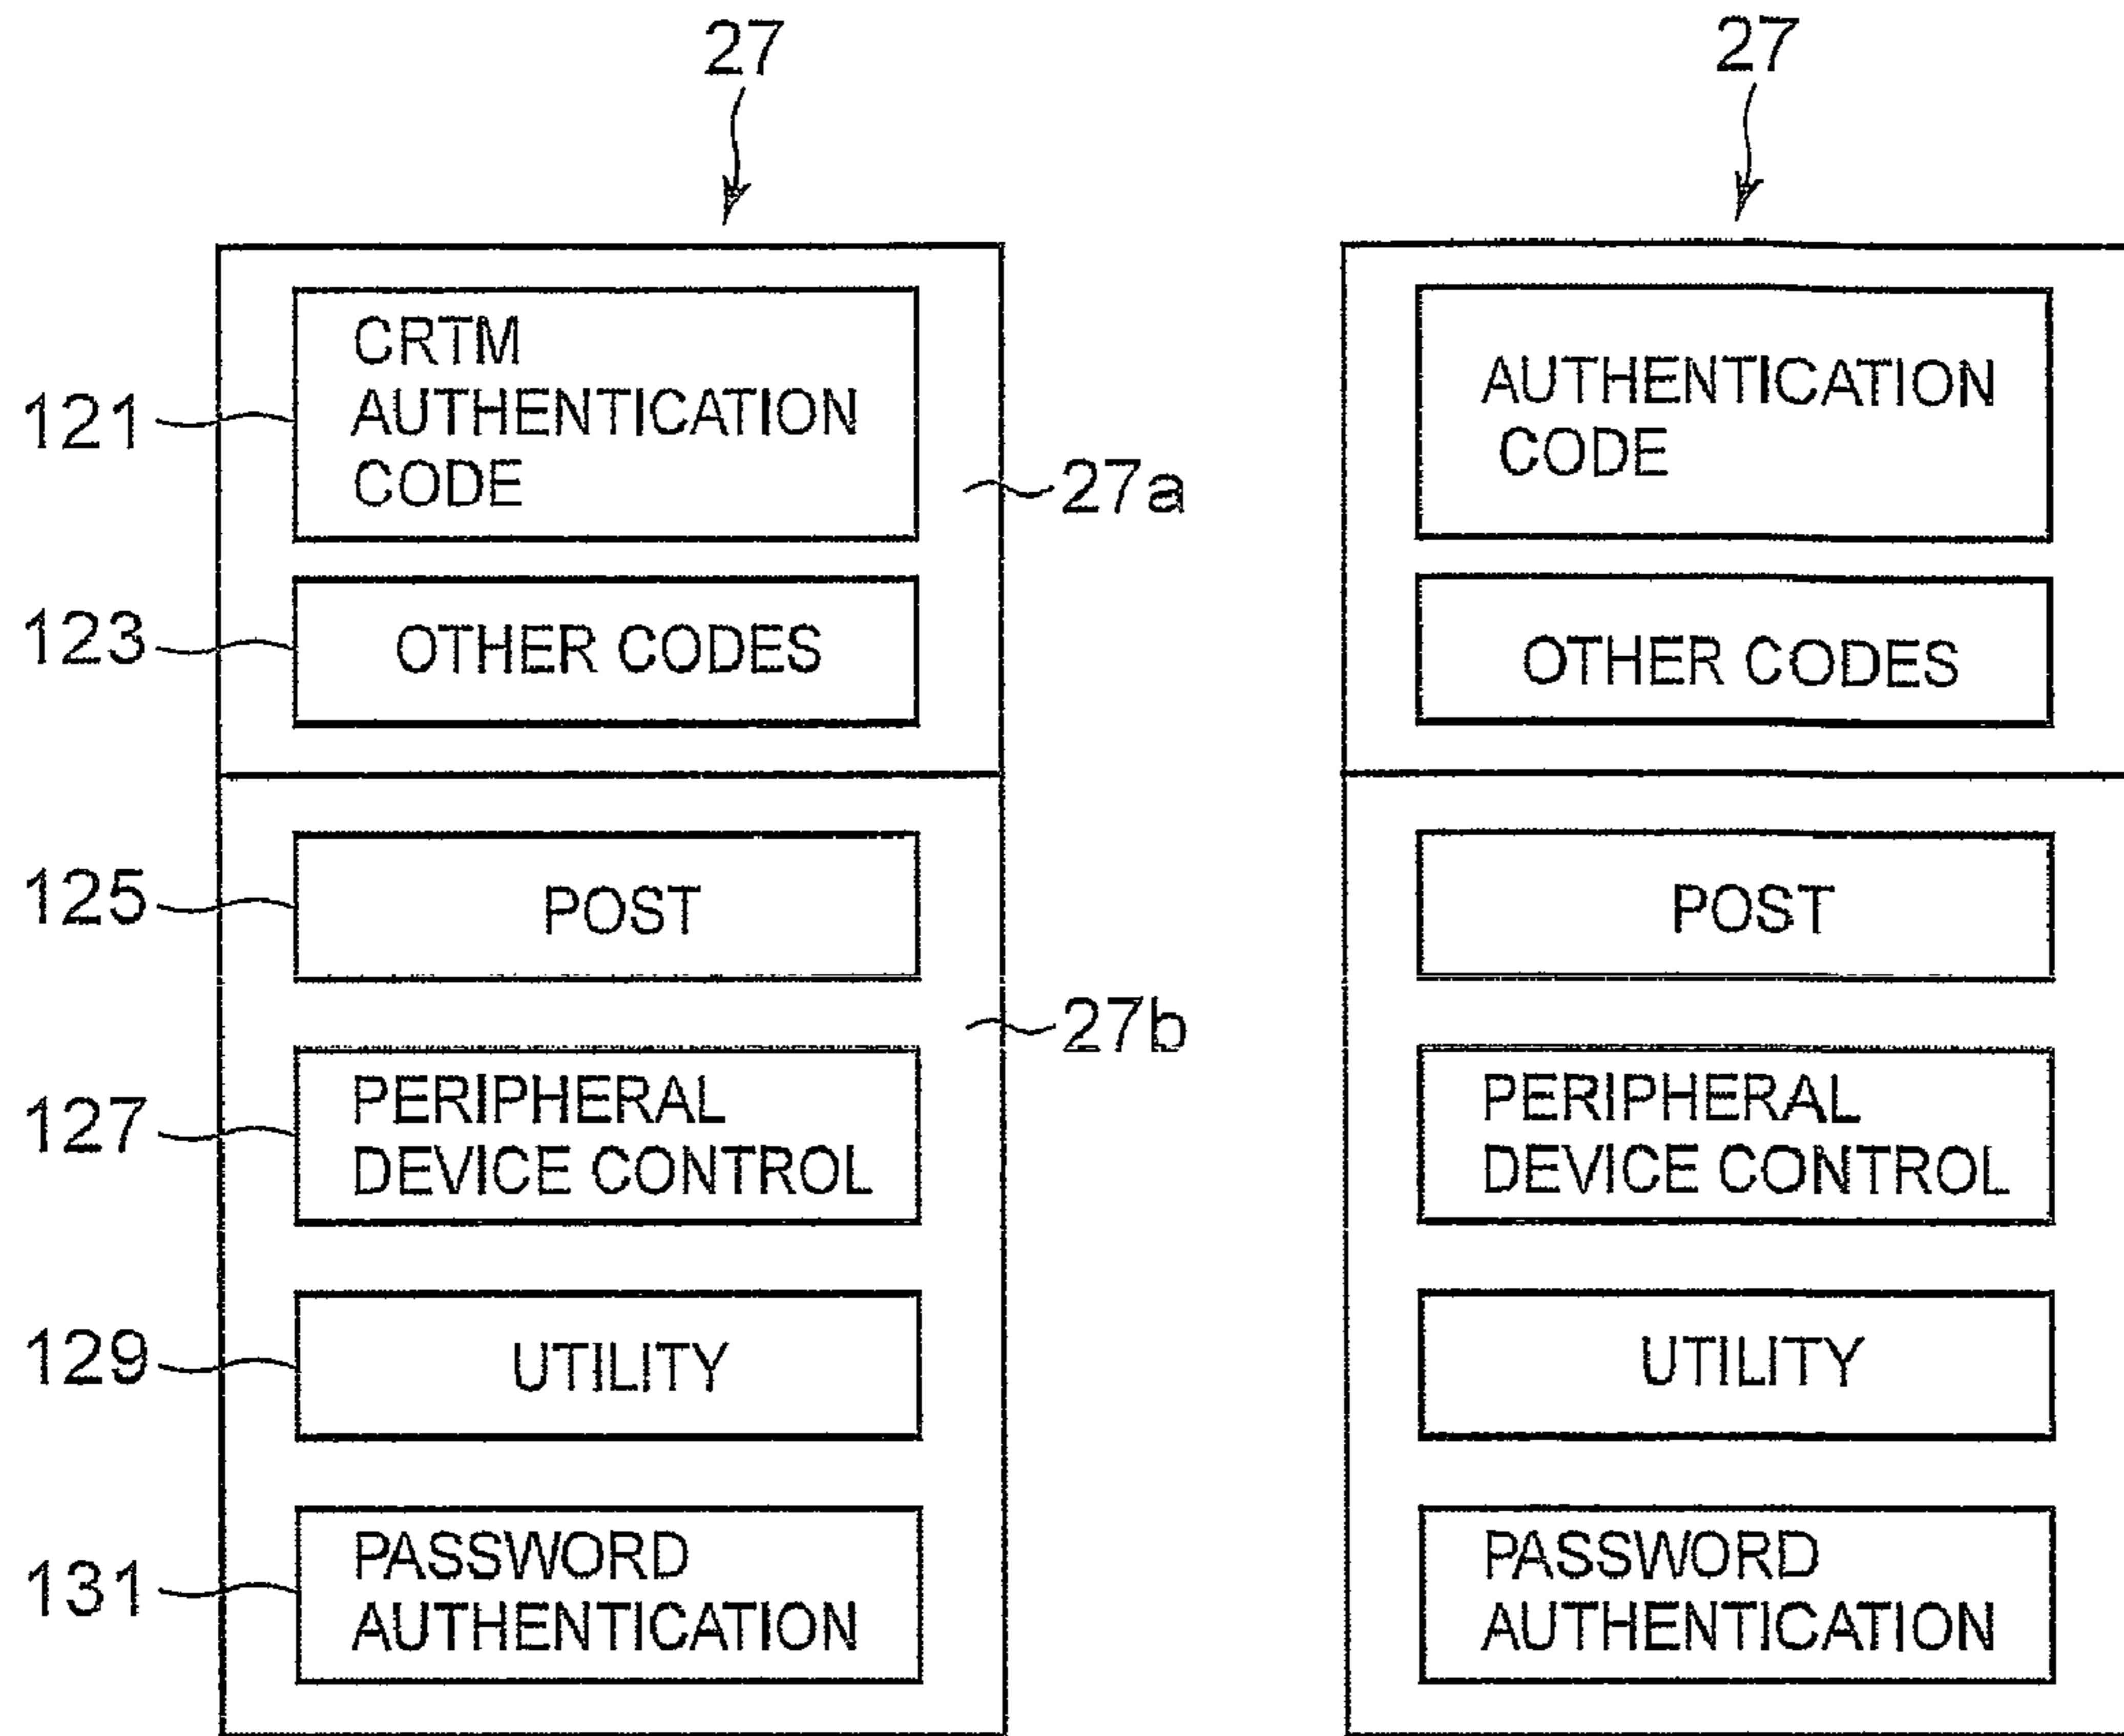 27
121
CRTM
AUTHENTICATION
CODE
27a
123
OTHER CODES
125
POST
27b
127
PERIPHERAL
DEVICE CONTROL
129
UTILITY
131
PASSWORD
AUTHENTICATION
27
AUTHENTICATION
CODE
OTHER CODES
POST
PERIPHERAL
DEVICE CONTROL
UTILITY
PASSWORD
AUTHENTICATION